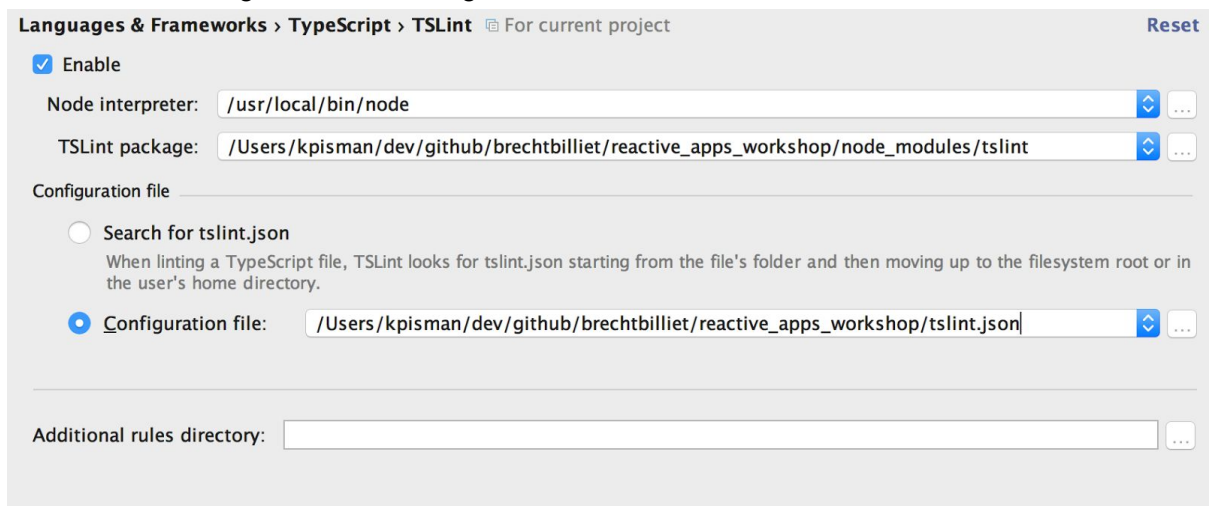 Languages & Frameworks › TypeScript › TSLint For current project Reset
Enable
Node interpreter: /usr/local/bin/node ...
TSLint package: /Users/kpisman/dev/github/brechtbilliet/reactive_apps_workshop/node_modules/tslint ...
Configuration file
Search for tslint.json
When linting a TypeScript file, TSLint looks for tslint.json starting from the file's folder and then moving up to the filesystem root or in
the user's home directory.
Configuration file: /Users/kpisman/dev/github/brechtbilliet/reactive_apps_workshop/tslint.json ...
Additional rules directory: ...